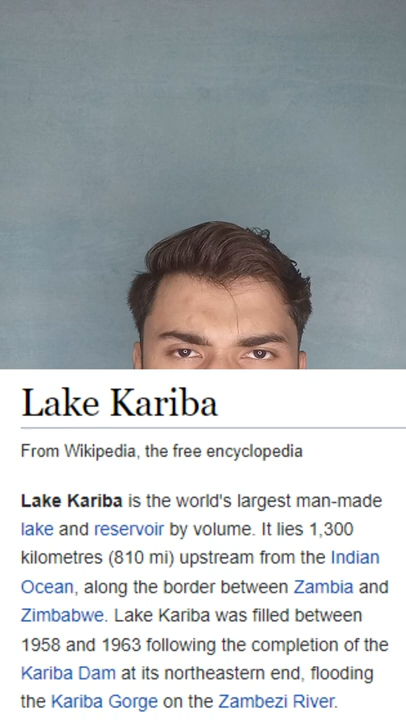 Lake Kariba
From Wikipedia, the free encyclopedia
Lake Kariba is the world's largest man-made
lake and reservoir by volume. It lies 1,300
kilometres (810 mi) upstream from the Indian
Ocean, along the border between Zambia and
Zimbabwe. Lake Kariba was filled between
1958 and 1963 following the completion of the
Kariba Dam at its northeastern end, flooding
the Kariba Gorge on the Zambezi River.